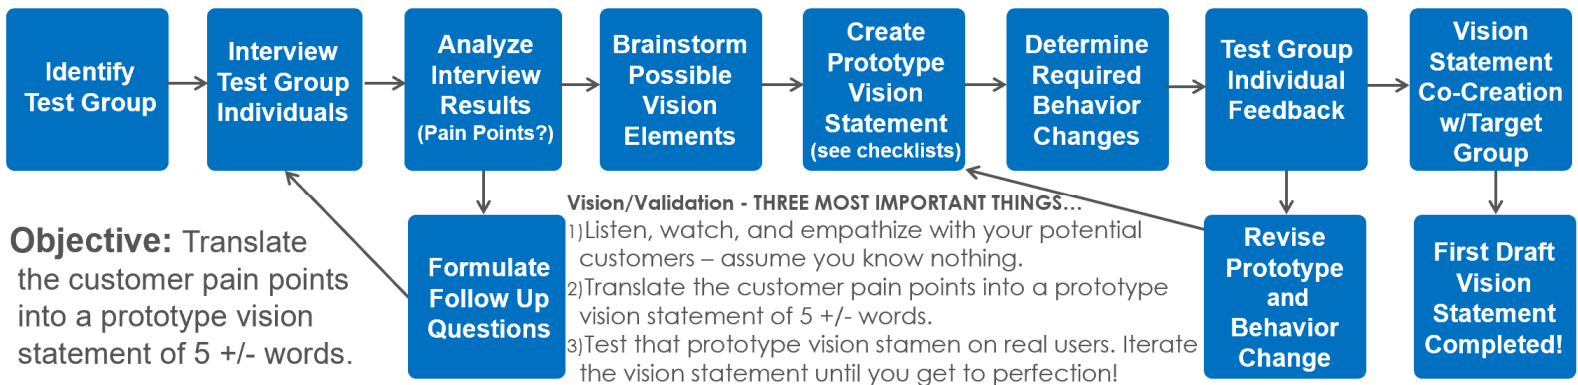 Identify
Test Group
Interview
Test Group
Individuals
Analyze
Interview
Results
(Pain Points?)
Brainstorm
Possible
Vision
Elements
Create
Prototype
Vision
Statement
(see checklists)
Determine
Required
Behavior
Changes
Test Group
Individual
Feedback
Vision
Statement
Co-Creation
w/Target
Group
Objective: Translate
the customer pain points
into a prototype vision
statement of 5 +/- words.
Formulate
Follow Up
Questions
Vision/Validation - THREE MOST IMPORTANT THINGS…
1)Listen, watch, and empathize with your potential
customers – assume you know nothing.
2)Translate the customer pain points into a prototype
vision statement of 5 +/- words.
3)Test that prototype vision stamen on real users. Iterate
the vision statement until you get to perfection!
Revise
Prototype
and
Behavior
Change
First Draft
Vision
Statement
Completed!